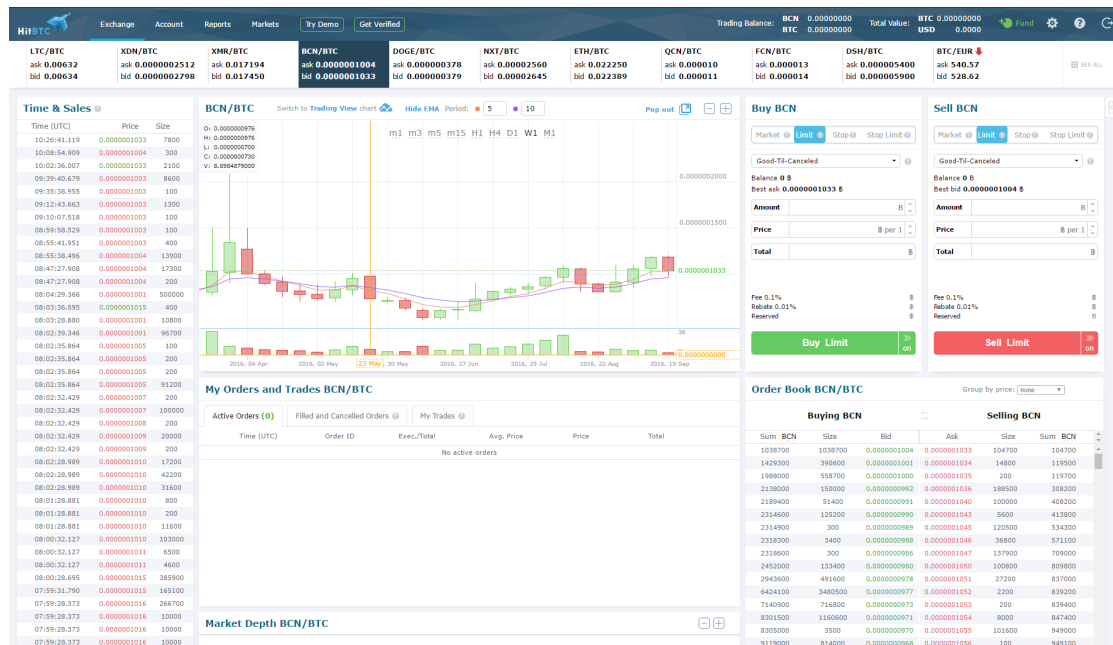 HitBTC Exchange Account Reports Markets Try Demo Get Verified Trading Balance: BCN 0.00000000 Total Value: BTC 0.00000000 Fund
BTC 0.00000000 USD 0.0000
LTC/BTC XDN/BTC XMR/BTC BCN/BTC DOGE/BTC NXT/BTC ETH/BTC QCN/BTC FCN/BTC DSH/BTC BTC/EUR
ask 0.00632 ask 0.0000002512 ask 0.017194 ask 0.0000001004 ask 0.000000378 ask 0.00002560 ask 0.022250 ask 0.000010 ask 0.000013 ask 0.000005400 ask 540.57 SEE ALL
bid 0.00634 bid 0.0000002798 bid 0.017450 bid 0.0000001033 bid 0.000000379 bid 0.00002645 bid 0.022389 bid 0.000011 bid 0.000014 bid 0.000005900 bid 528.62
Time & Sales
Time (UTC) Price Size
10:26:41.119 0.0000001033 7800
10:08:54.909 0.0000001004 300
10:02:36.007 0.0000001033 2100
09:39:40.679 0.0000001003 8600
09:35:38.955 0.0000001003 100
09:12:43.663 0.0000001003 1300
09:10:07.518 0.0000001003 100
08:59:58.529 0.0000001003 100
08:55:41.951 0.0000001003 400
08:55:38.496 0.0000001004 13900
08:47:27.908 0.0000001004 17300
08:47:27.908 0.0000001004 200
08:04:29.366 0.0000001001 500000
08:03:36.595 0.0000001015 400
08:03:28.880 0.0000001001 10800
08:02:39.346 0.0000001001 96700
08:02:35.864 0.0000001005 100
08:02:35.864 0.0000001005 200
08:02:35.864 0.0000001005 200
08:02:35.864 0.0000001005 91200
08:02:32.429 0.0000001007 200
08:02:32.429 0.0000001007 100000
08:02:32.429 0.0000001008 200
08:02:32.429 0.0000001009 20000
08:02:32.429 0.0000001009 200
08:02:28.989 0.0000001010 17200
08:02:28.989 0.0000001010 42200
08:02:28.989 0.0000001010 31600
08:01:28.881 0.0000001010 800
08:01:28.881 0.0000001010 200
08:01:28.881 0.0000001010 11600
08:00:32.127 0.0000001010 103000
08:00:32.127 0.0000001011 6500
08:00:32.127 0.0000001011 4600
08:00:28.695 0.0000001015 385900
07:59:31.790 0.0000001015 165100
07:59:28.373 0.0000001016 266700
07:59:28.373 0.0000001016 10000
07:59:28.373 0.0000001016 10000
07:59:28.373 0.0000001016 10000
BCN/BTC Switch to Trading View chart Hide EMA Period: 5 10 Pop out
O: 0.0000000976
H: 0.0000000976
L: 0.0000000700
C: 0.0000000730
V: 8.8984879000
m1 m3 m5 m15 H1 H4 D1 W1 M1
0.0000002000
0.0000001500
0.0000001033
38
0.0000000000
2016, 04 Apr 2016, 02 May 23 May 30 May 2016, 27 Jun 2016, 25 Jul 2016, 22 Aug 2016, 19 Sep
My Orders and Trades BCN/BTC
Active Orders (0) Filled and Cancelled Orders My Trades
Time (UTC) Order ID Exec./Total Avg. Price Price Total
No active orders
Market Depth BCN/BTC
Buy BCN
Market Limit Stop Stop Limit
Good-Til-Canceled
Balance 0 B
Best ask 0.0000001033 B
Amount B
Price B per 1
Total B
Fee 0.1% B
Rebate 0.01% B
Reserved B
Buy Limit on
Sell BCN
Market Limit Stop Stop Limit
Good-Til-Canceled
Balance 0 B
Best bid 0.0000001004 B
Amount B
Price B per 1
Total B
Fee 0.1% B
Rebate 0.01% B
Reserved B
Sell Limit on
Order Book BCN/BTC Group by price: none
Buying BCN Selling BCN
Sum BCN Size Bid Ask Size Sum BCN
1038700 1038700 0.0000001004 0.0000001033 104700 104700
1429300 390600 0.0000001001 0.0000001034 14800 119500
1988000 558700 0.0000001000 0.0000001035 200 119700
2138000 150000 0.0000000992 0.0000001036 188500 308200
2189400 51400 0.0000000991 0.0000001040 100000 408200
2314600 125200 0.0000000990 0.0000001043 5600 413800
2314900 300 0.0000000989 0.0000001045 120500 534300
2318300 3400 0.0000000988 0.0000001046 36800 571100
2318600 300 0.0000000986 0.0000001047 137900 709000
2452000 133400 0.0000000980 0.0000001050 100800 809800
2943600 491600 0.0000000978 0.0000001051 27200 837000
6424100 3480500 0.0000000977 0.0000001052 2200 839200
7140900 716800 0.0000000973 0.0000001053 200 839400
8301500 1160600 0.0000000971 0.0000001054 8000 847400
8305000 3500 0.0000000970 0.0000001055 101600 949000
9119000 814000 0.0000000968 0.0000001056 100 949100